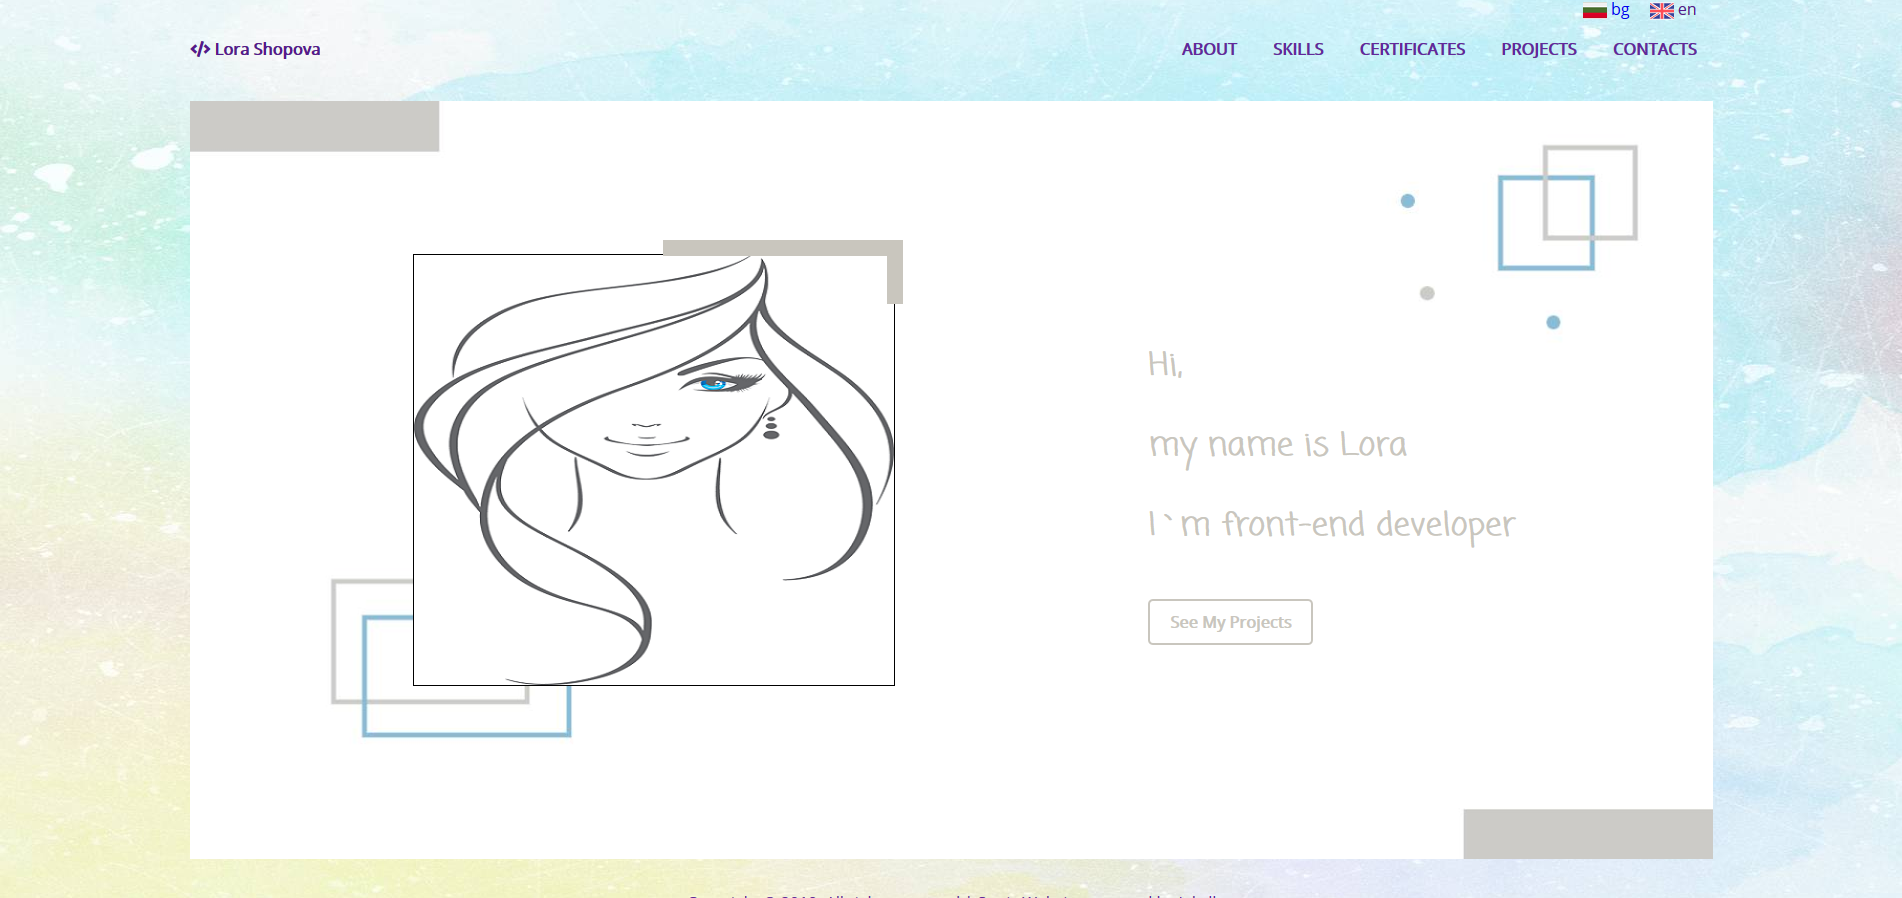 bg en
</> Lora Shopova
ABOUT SKILLS CERTIFICATES PROJECTS CONTACTS
Hi,
my name is Lora
I`m front-end developer
See My Projects